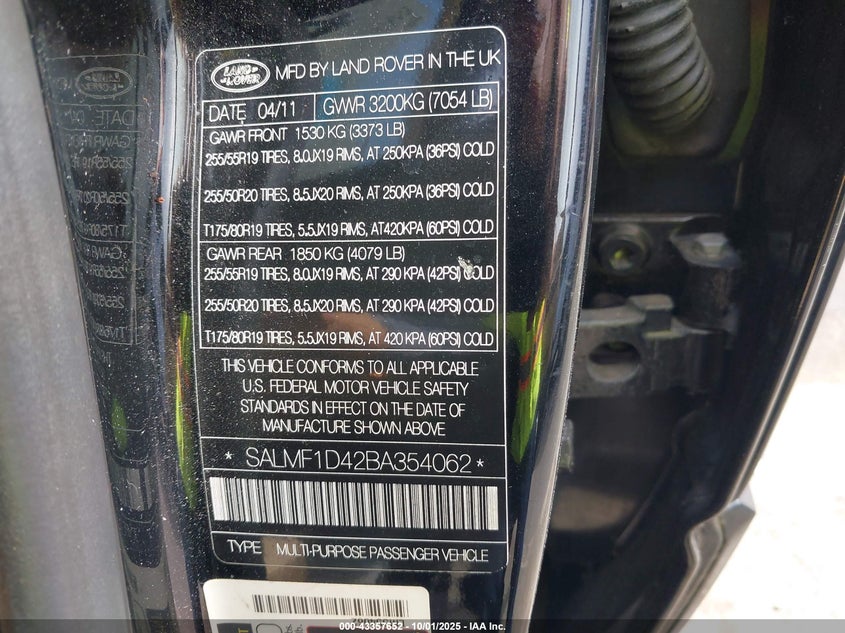 LAND ROVER
MFD BY LAND ROVER IN THE UK
DATE 04/11 GVWR 3200KG (7054 LB)
GAWR FRONT 1530 KG (3373 LB)
255/55R19 TIRES, 8.0JX19 RIMS, AT 250KPA (36PSI) COLD
255/50R20 TIRES, 8.5JX20 RIMS, AT 250KPA (36PSI) COLD
T175/80R19 TIRES, 5.5JX19 RIMS, AT420KPA (60PSI) COLD
GAWR REAR 1850 KG (4079 LB)
255/55R19 TIRES, 8.0JX19 RIMS, AT 290 KPA (42PSI) COLD
255/50R20 TIRES, 8.5JX20 RIMS, AT 290 KPA (42PSI) COLD
T175/80R19 TIRES, 5.5JX19 RIMS, AT 420 KPA (60PSI) COLD
THIS VEHICLE CONFORMS TO ALL APPLICABLE
U.S. FEDERAL MOTOR VEHICLE SAFETY
STANDARDS IN EFFECT ON THE DATE OF
MANUFACTURE SHOWN ABOVE
* SALMF1D42BA354062 *
TYPE MULTI-PURPOSE PASSENGER VEHICLE
000-43357652 - 10/01/2025 - IAA Inc.